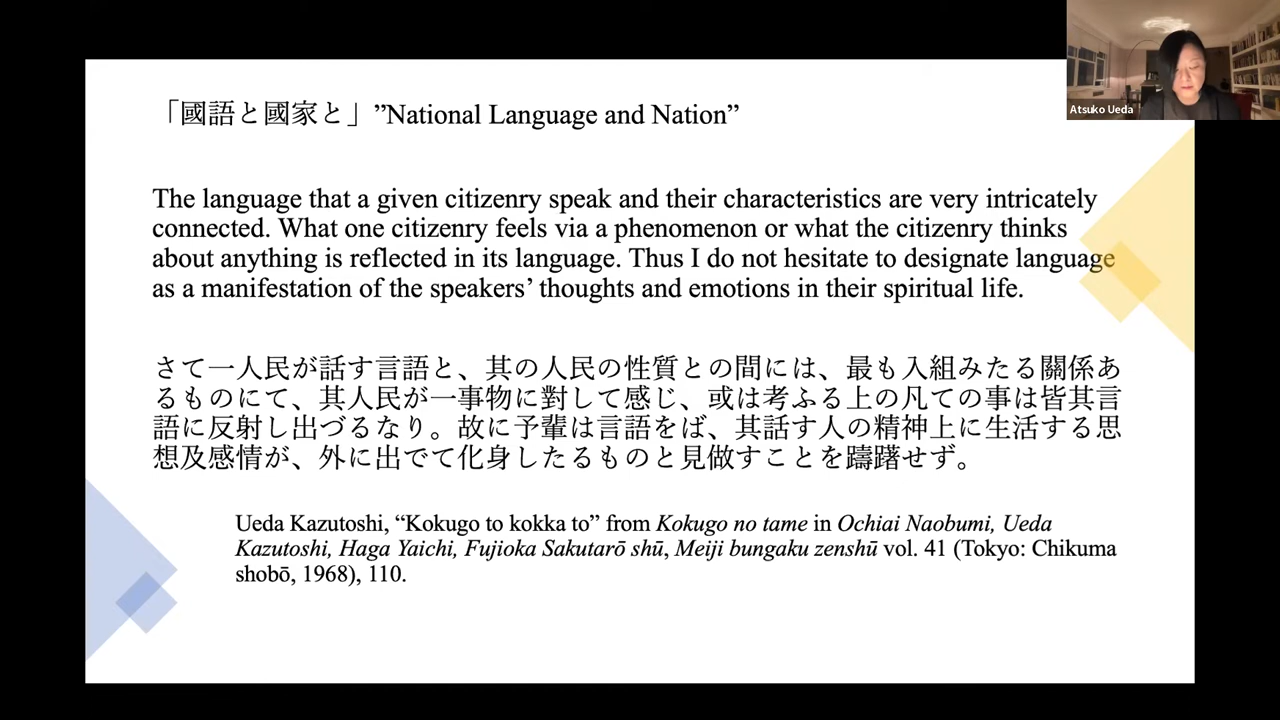 「國語と國家と」”National Language and Nation”
The language that a given citizenry speak and their characteristics are very intricately
connected. What one citizenry feels via a phenomenon or what the citizenry thinks
about anything is reflected in its language. Thus I do not hesitate to designate language
as a manifestation of the speakers’ thoughts and emotions in their spiritual life.
さて一人民が話す言語と、其の人民の性質との間には、最も入組みたる關係あ
るものにて、其人民が一事物に對して感じ、或は考ふる上の凡ての事は皆其言
語に反射し出づるなり。故に予輩は言語をば、其話す人の精神上に生活する思
想及感情が、外に出でて化身したるものと見做すことを躊躇せず。
Ueda Kazutoshi, “Kokugo to kokka to” from Kokugo no tame in Ochiai Naobumi, Ueda
Kazutoshi, Haga Yaichi, Fujioka Sakutarō shū, Meiji bungaku zenshū vol. 41 (Tokyo: Chikuma
shobō, 1968), 110.
Atsuko Ueda